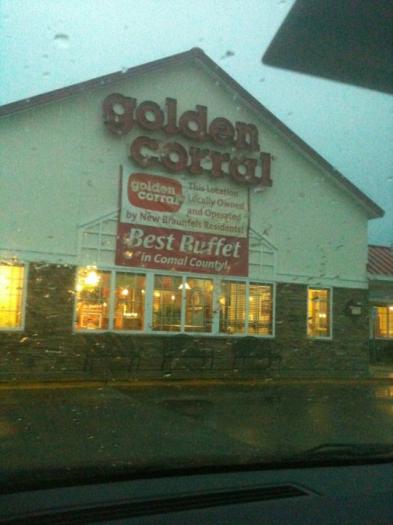 golden
corral
golden
corral
This Location
Locally Owned
and Operated
by New Braunfels Residents!
Best Buffet
in Comal County!